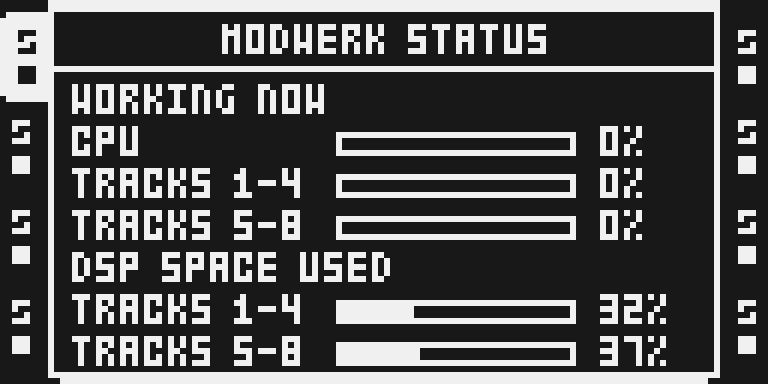 MODWERK STATUS
WORKING NOW
CPU 0%
TRACKS 1-4 0%
TRACKS 5-8 0%
DSP SPACE USED
TRACKS 1-4 32%
TRACKS 5-8 37%